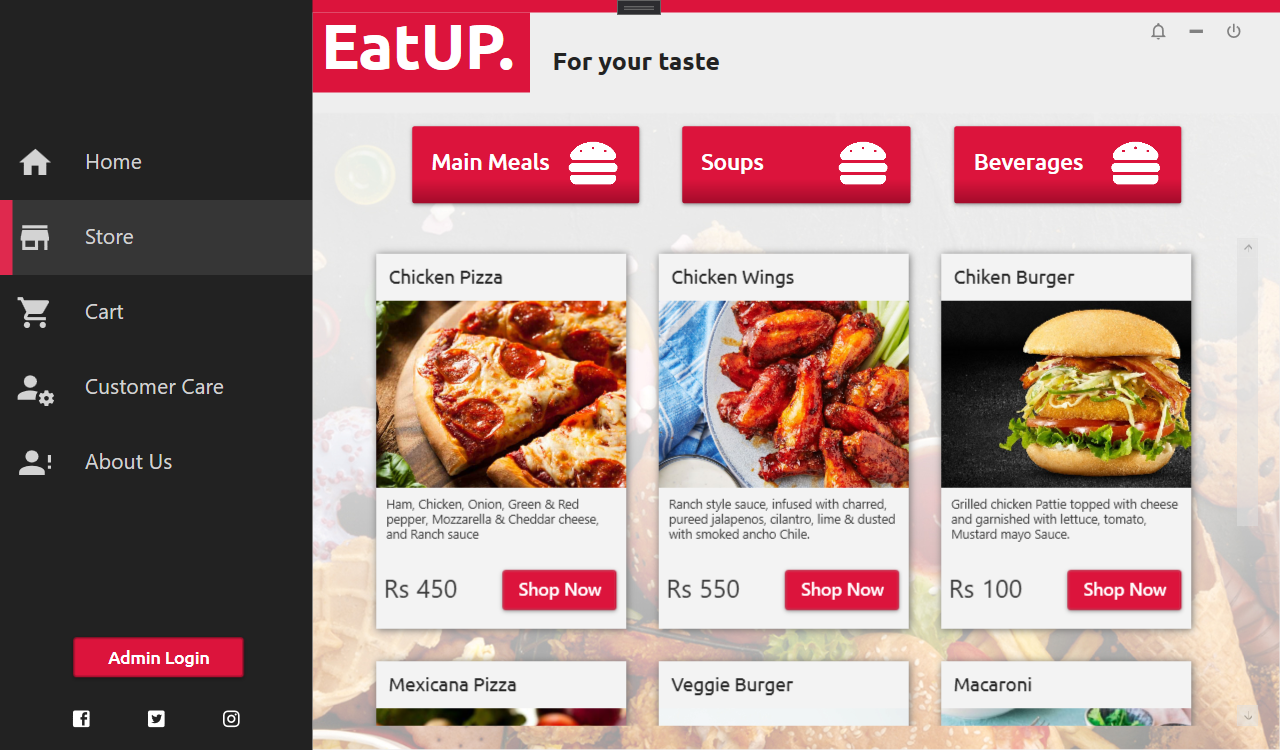 EatUP.
For your taste
Home
Store
Cart
Customer Care
About Us
Admin Login
Main Meals
Soups
Beverages
Chicken Pizza
Ham, Chicken, Onion, Green & Red
pepper, Mozzarella & Cheddar cheese,
and Ranch sauce
Rs 450
Shop Now
Chicken Wings
Ranch style sauce, infused with charred,
pureed jalapenos, cilantro, lime & dusted
with smoked ancho Chile.
Rs 550
Shop Now
Chiken Burger
Grilled chicken Pattie topped with cheese
and garnished with lettuce, tomato,
Mustard mayo Sauce.
Rs 100
Shop Now
Mexicana Pizza
Veggie Burger
Macaroni